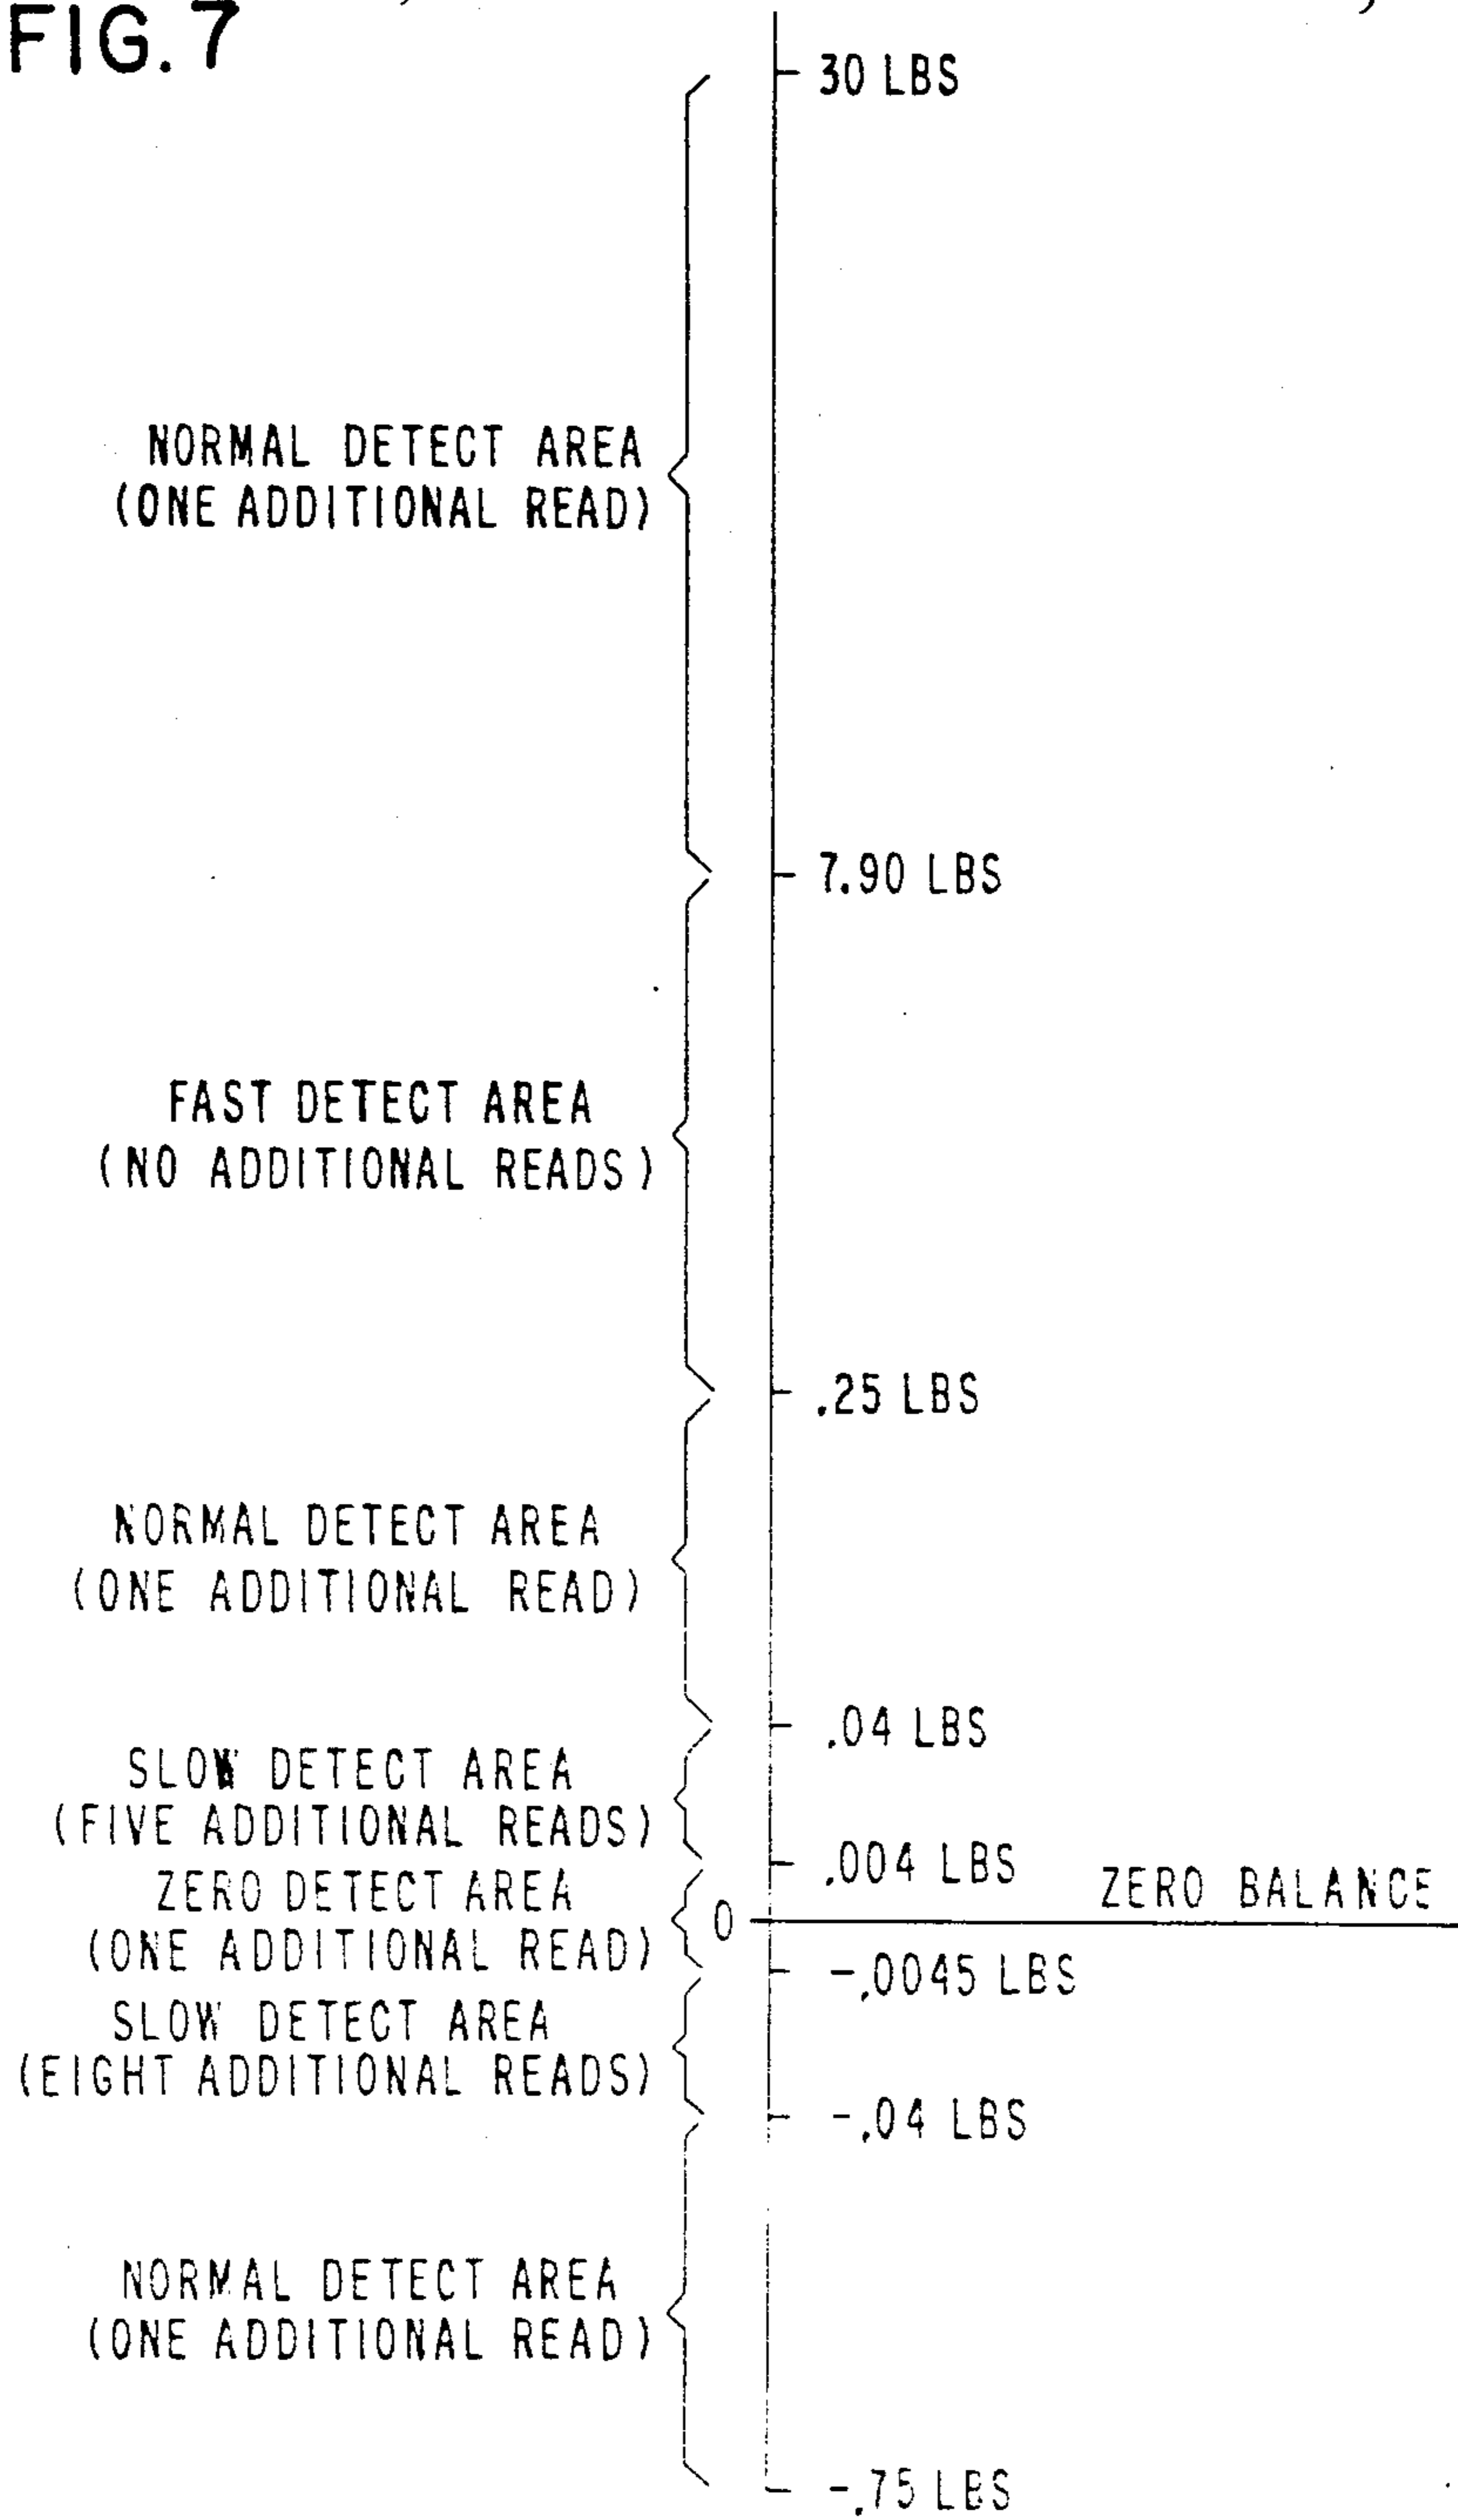 FIG. 7
30 LBS
NORMAL DETECT AREA
(ONE ADDITIONAL READ)
7.90 LBS
FAST DETECT AREA
(NO ADDITIONAL READS)
.25 LBS
NORMAL DETECT AREA
(ONE ADDITIONAL READ)
.04 LBS
SLOW DETECT AREA
(FIVE ADDITIONAL READS)
.004 LBS
ZERO BALANCE
ZERO DETECT AREA
(ONE ADDITIONAL READ)
0
-.0045 LBS
SLOW DETECT AREA
(EIGHT ADDITIONAL READS)
-.04 LBS
NORMAL DETECT AREA
(ONE ADDITIONAL READ)
-.75 LBS